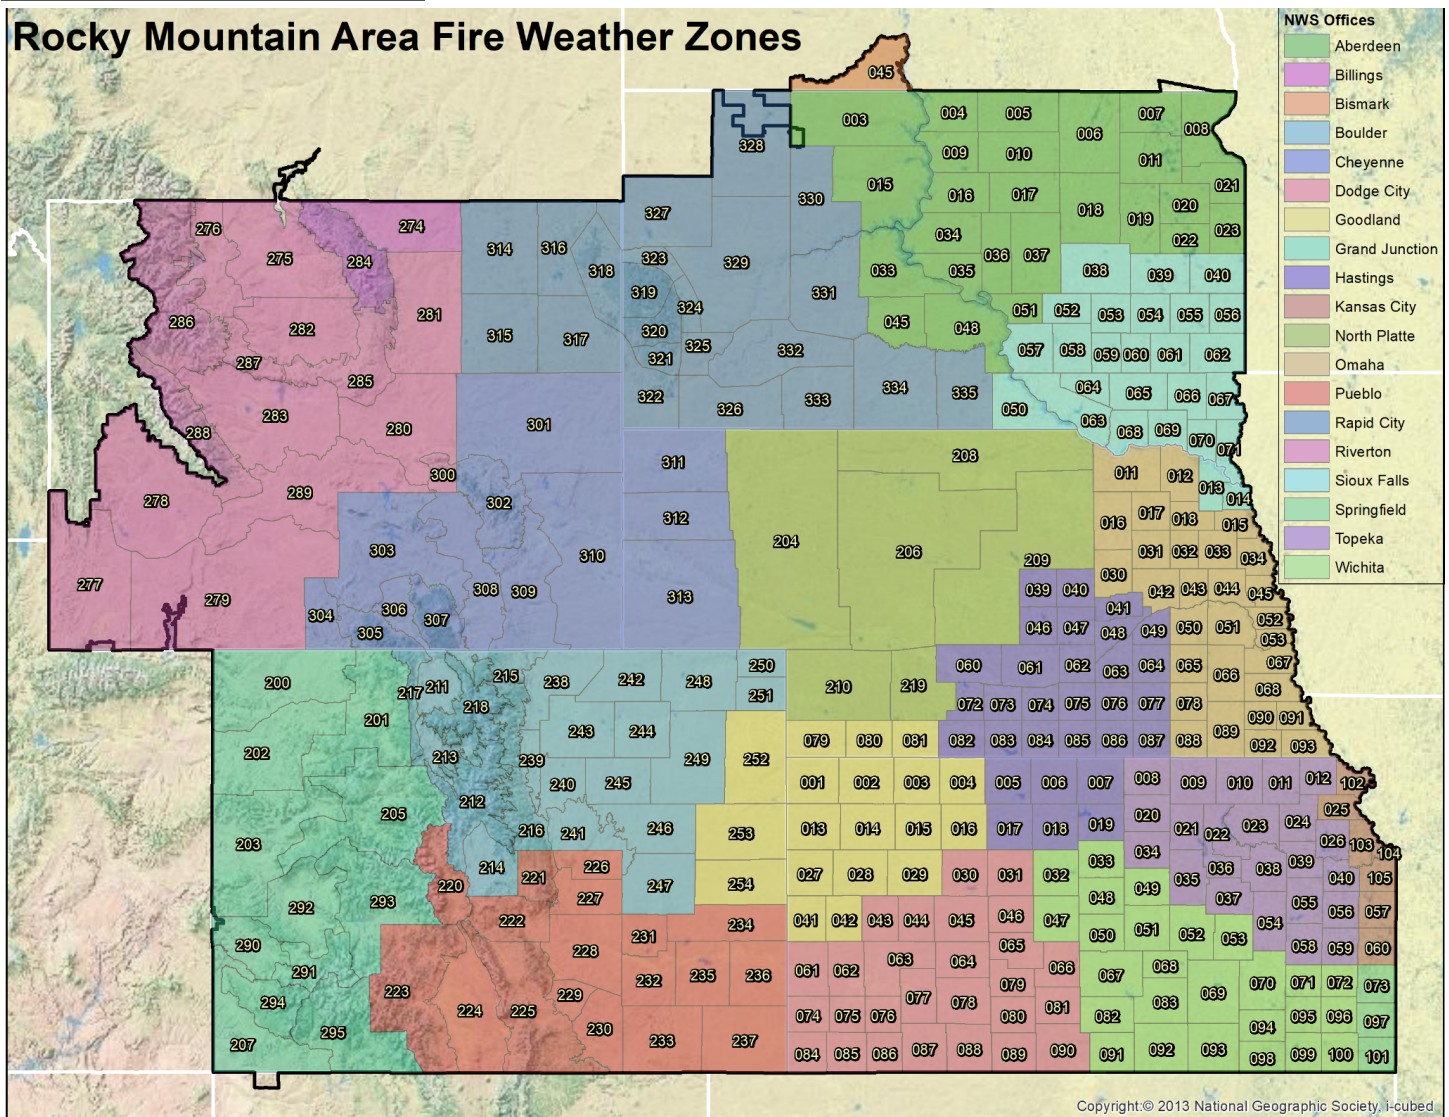 Rocky Mountain Area Fire Weather Zones
NWS Offices
Aberdeen
Billings
Bismark
Boulder
Cheyenne
Dodge City
Goodland
Grand Junction
Hastings
Kansas City
North Platte
Omaha
Pueblo
Rapid City
Riverton
Sioux Falls
Springfield
Topeka
Wichita
045
003 004 005 006 007 008
328 009 010 011
015 016 017 018 019 020 021
276 275 274 327 330 022 023
284 314 316 318 323 329 034 036 037
286 282 281 319 324 331 033 035 038 039 040
315 317 320 325 332 045 048 051 052 053 054 055 056
287 285 321 057 058 059 060 061 062
283 280 322 326 333 334 335 050 064 065 066 067
288 301 063 068 069 070 071
278 289 300 302 311 208 011 012 013 014
303 310 312 204 206 209 016 017 018 015
031 032 033 034
277 279 304 306 305 307 308 309 313 039 040 030 042 043 044 045
041
046 047 048 049 050 051 052
053
200 217 211 215 238 242 248 250 060 061 062 063 064 065 066 067
201 218 251 210 219 072 073 074 075 076 077 078 068
202 213 243 244 090 091
239 249 252 079 080 081 082 083 084 085 086 087 088 089 092 093
205 212 240 245 001 002 003 004 005 006 007 008 009 010 011 012 102
203 216 241 246 253 013 014 015 016 017 018 019 020 021 022 023 024 025
026 103 104
214 226 033 034 036 038 039
220 221 227 247 254 027 028 029 030 031 032 035 040 105
292 293 222 048 049 037 055 056 057
290 231 234 041 042 043 044 045 046 047 050 051 052 053 054
228 065 058 059 060
291 223 232 235 236 061 062 063 064 066 067 068
294 224 225 229 077 078 079 069 070 071 072 073
295 230 074 075 076 080 081 082 083 094 095 096 097
207 233 237 084 085 086 087 088 089 090 091 092 093 098 099 100 101
Copyright:© 2013 National Geographic Society, i-cubed